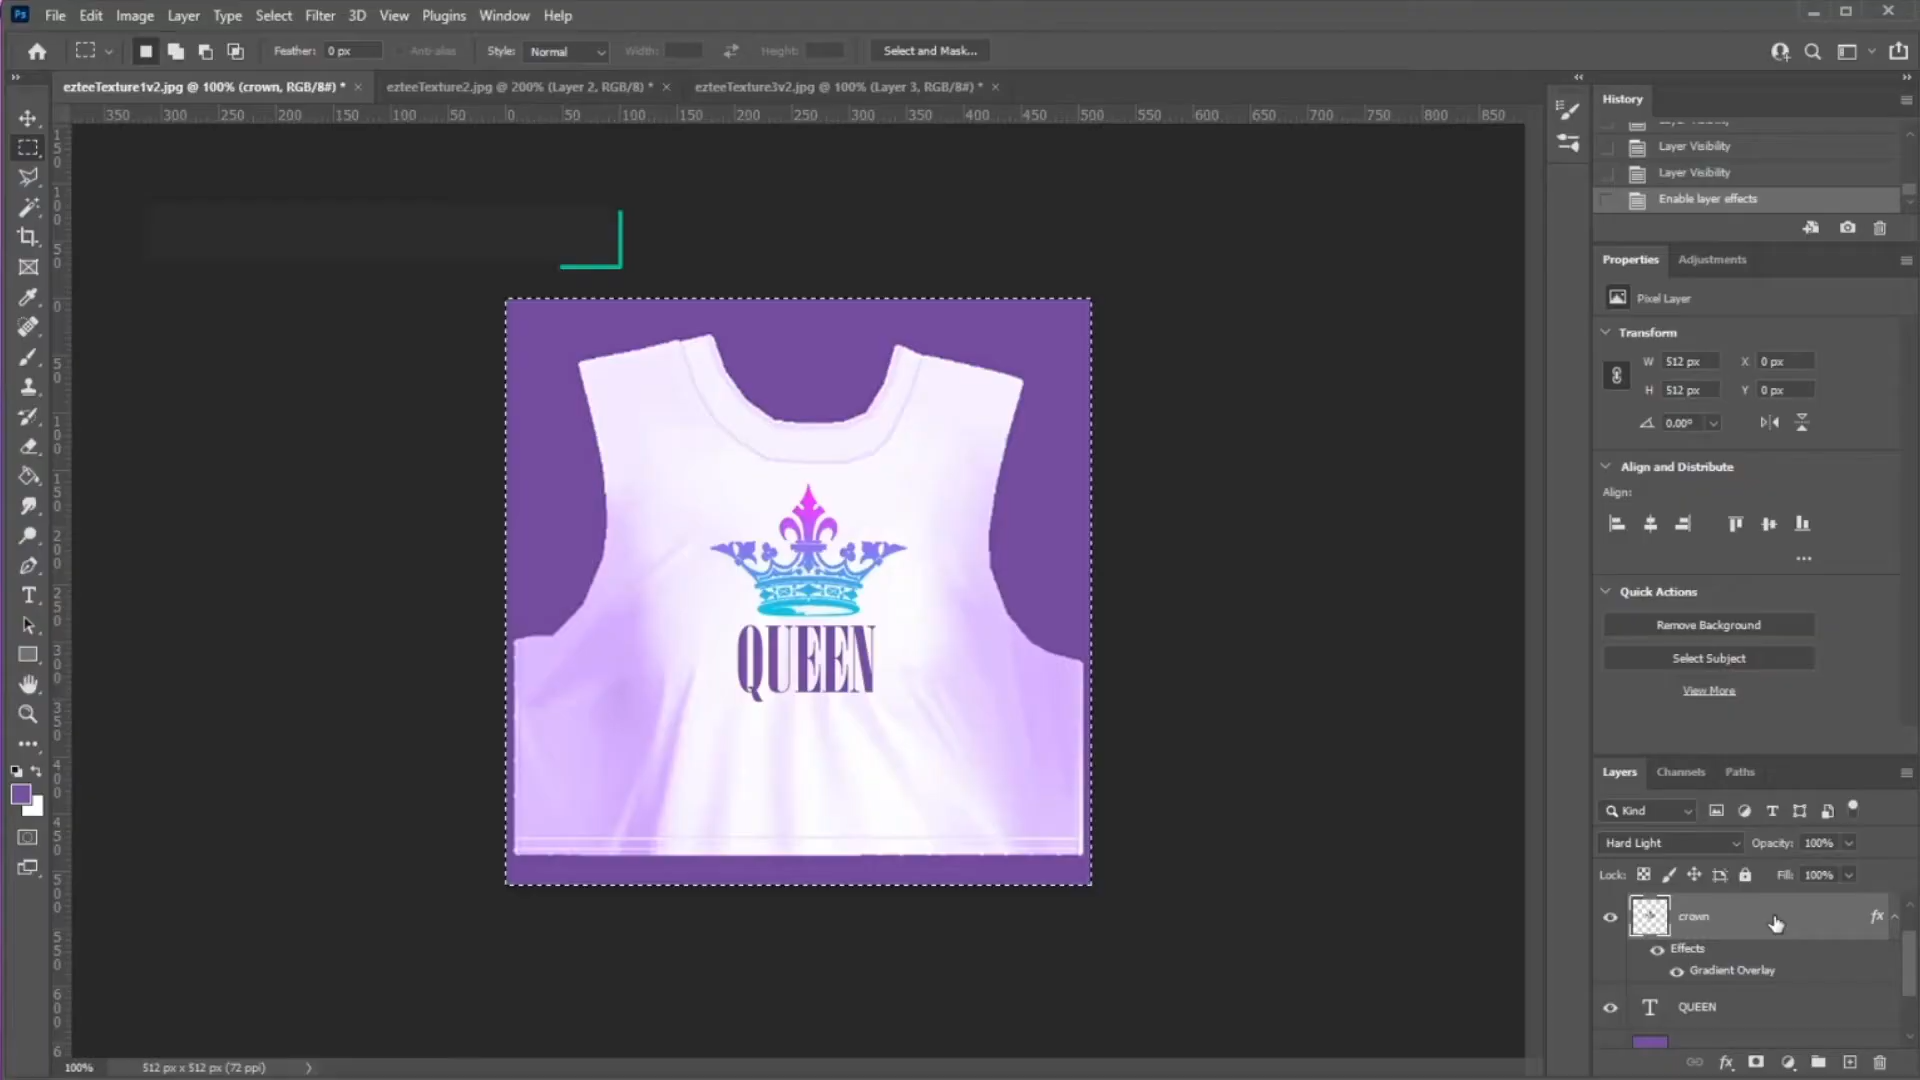 Ps File Edit Image Layer Type Select Filter 3D View Plugins Window Help
Feather: 0 px Anti-alias Style: Normal Width: Height: Select and Mask...
ezteeTexture1v2.jpg @ 100% (crown, RGB/8#) * × ezteeTexture2.jpg @ 200% (Layer 2, RGB/8) * × ezteeTexture3v2.jpg @ 100% (Layer 3, RGB/8#) * ×
350 300 250 200 150 100 50 0 50 100 150 200 250 300 350 400 450 500 550 600 650 700 750 800 850
History
Layer Visibility
Layer Visibility
Enable layer effects
Properties Adjustments
Pixel Layer
Transform
W 512 px X 0 px
H 512 px Y 0 px
0.00°
Align and Distribute
Align:
Quick Actions
Remove Background
Select Subject
View More
QUEEN
Layers Channels Paths
Kind
Hard Light Opacity: 100%
Lock: Fill: 100%
crown fx
Effects
Gradient Overlay
T QUEEN
100% 512 px x 512 px (72 ppi)
fx